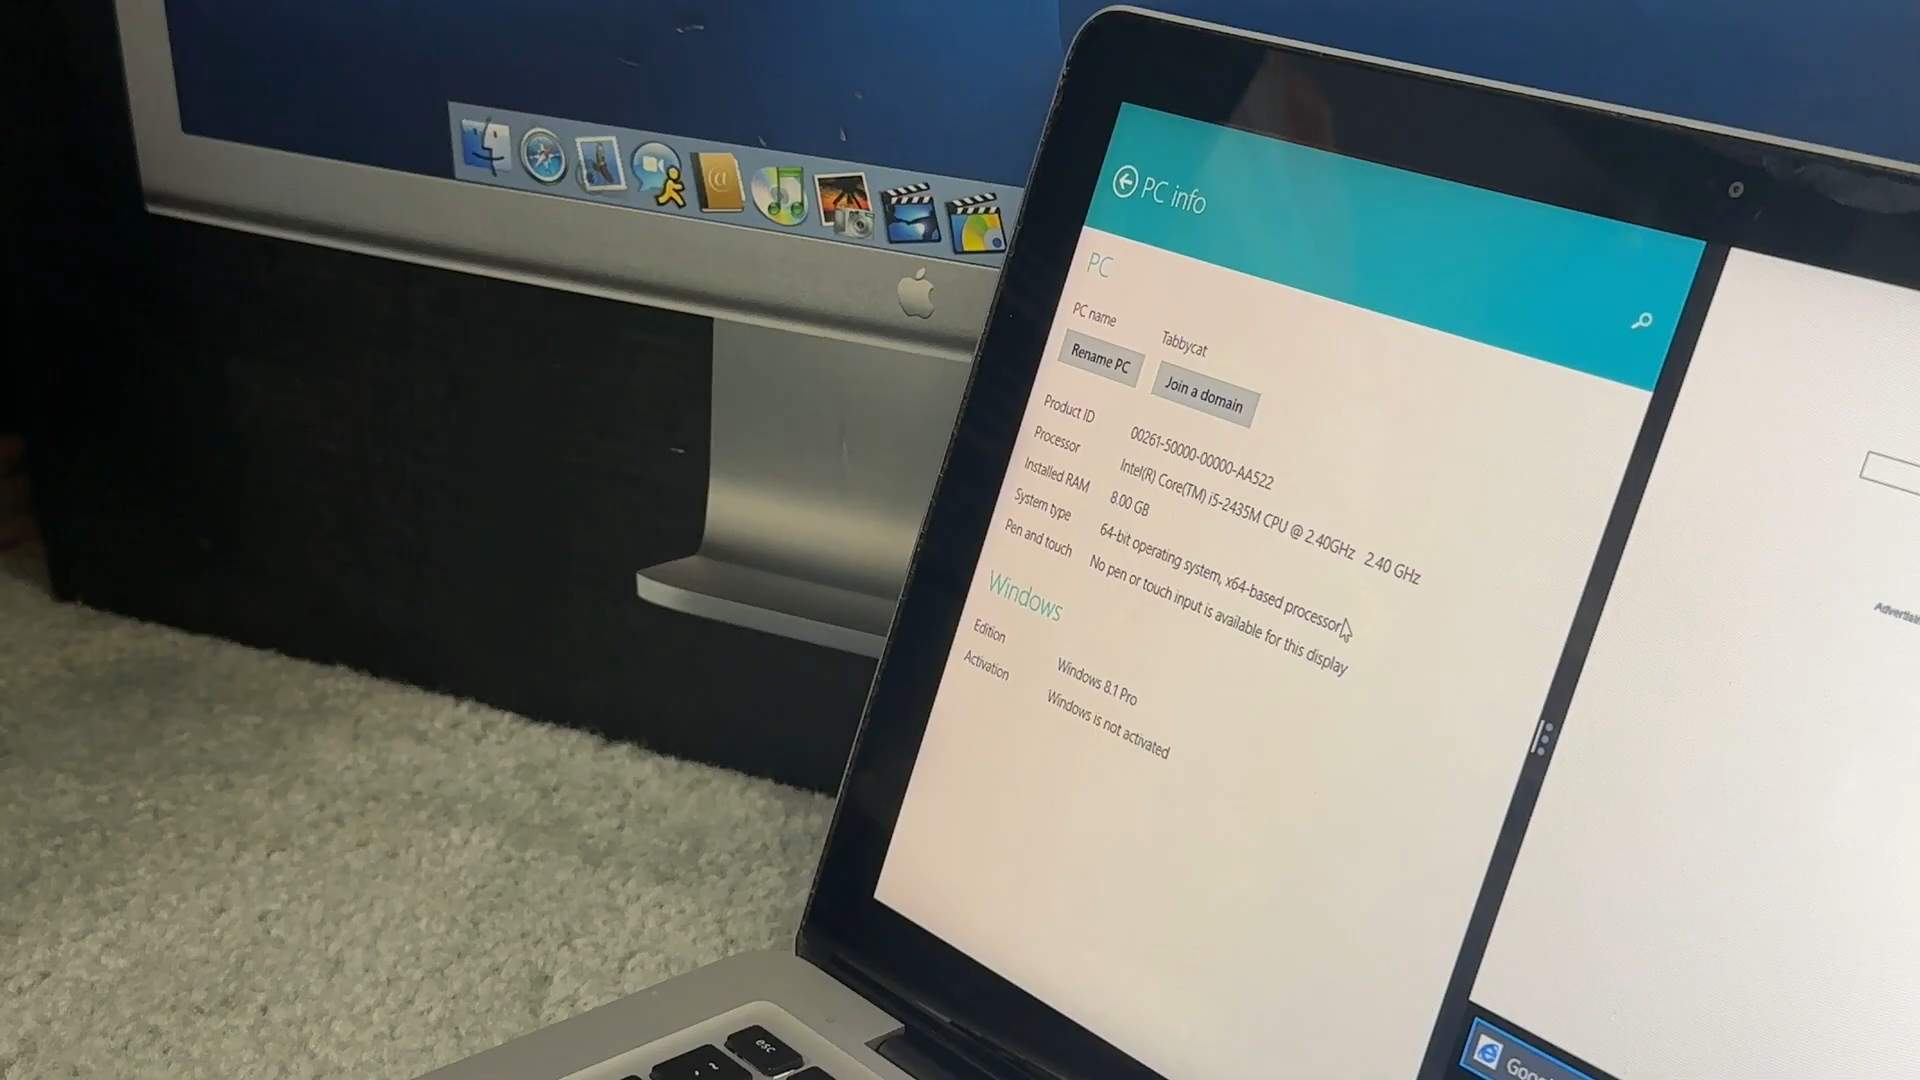 PC info
PC
PC name
Tabbycat
Rename PC
Join a domain
Product ID
00261-50000-00000-AA522
Processor
Intel(R) Core(TM) i5-2435M CPU @ 2.40GHz 2.40 GHz
Installed RAM
8.00 GB
System type
64-bit operating system, x64-based processor
Pen and touch
No pen or touch input is available for this display
Windows
Edition
Windows 8.1 Pro
Activation
Windows is not activated
esc
@